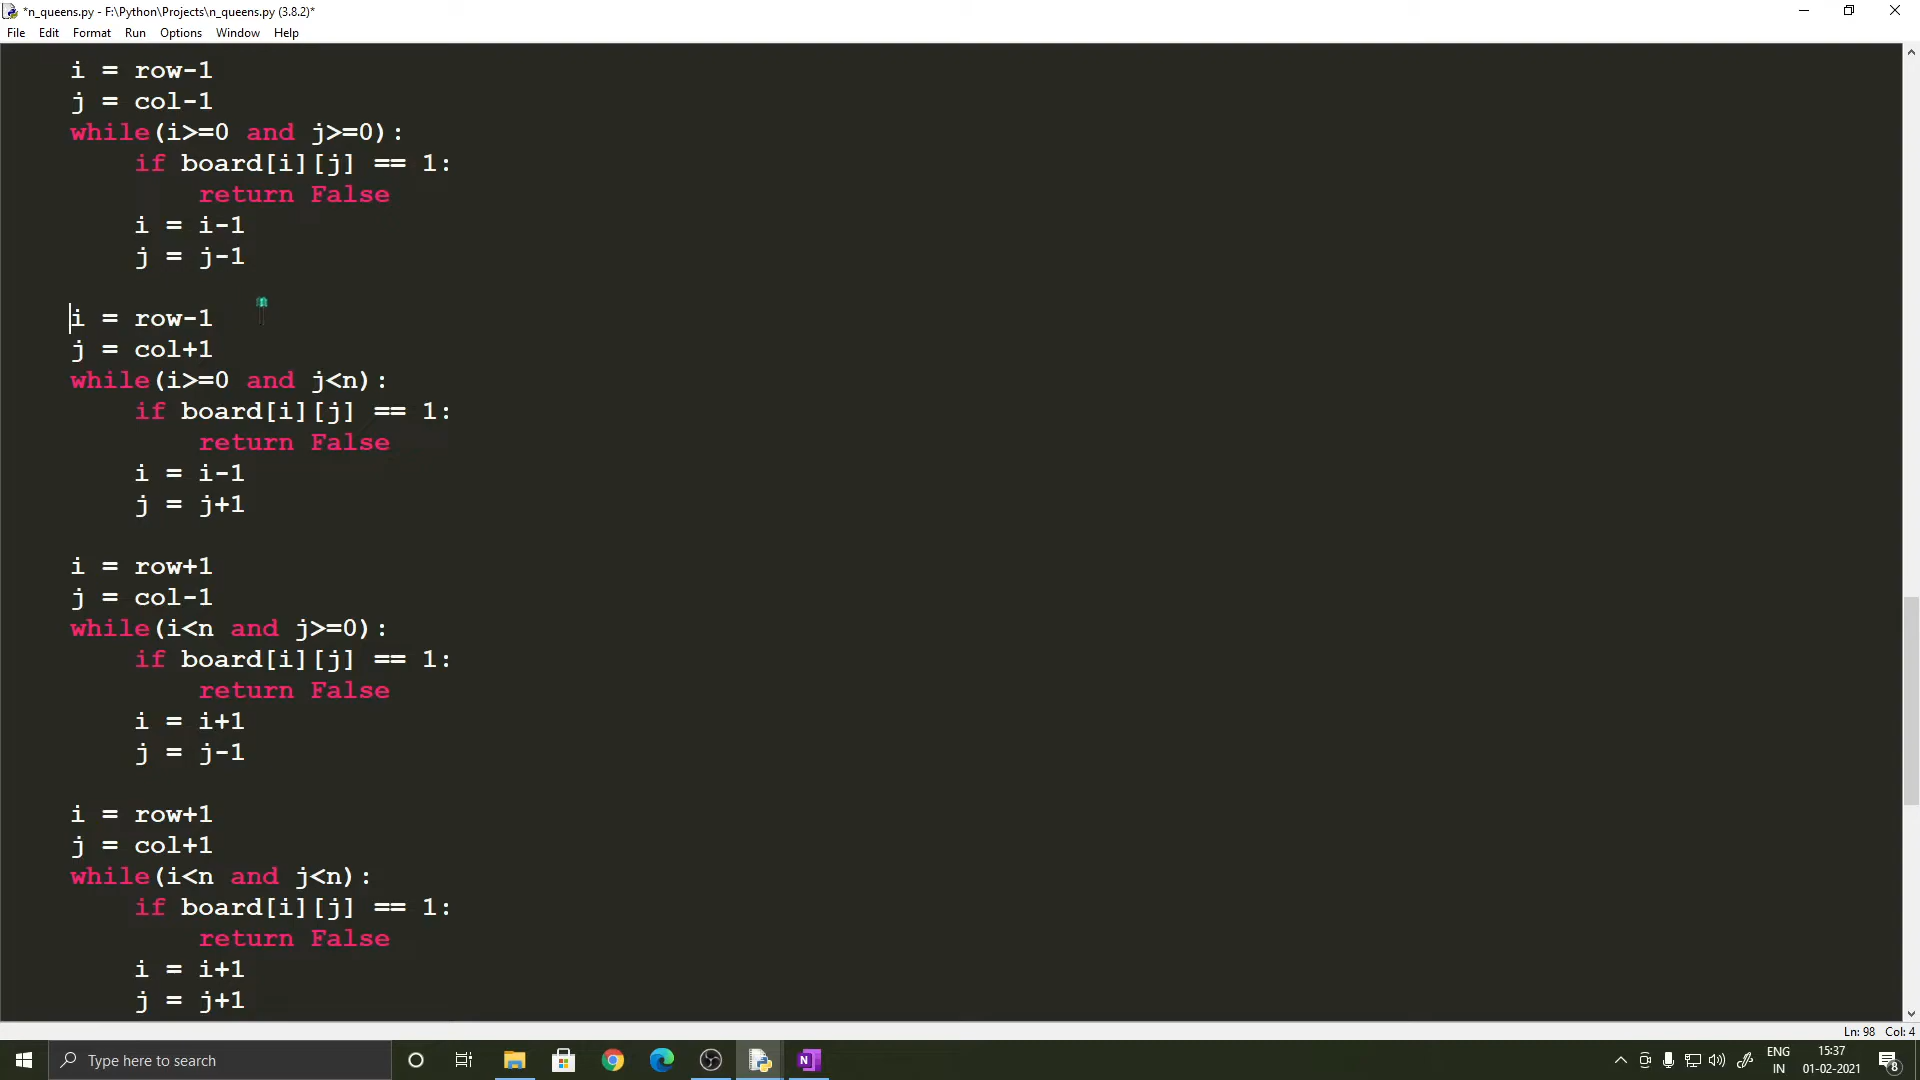 *n_queens.py - F:\Python\Projects\n_queens.py (3.8.2)*
File Edit Format Run Options Window Help
i = row-1
j = col-1
while(i>=0 and j>=0):
if board[i][j] == 1:
return False
i = i-1
j = j-1
i = row-1
j = col+1
while(i>=0 and j<n):
if board[i][j] == 1:
return False
i = i-1
j = j+1
i = row+1
j = col-1
while(i<n and j>=0):
if board[i][j] == 1:
return False
i = i+1
j = j-1
i = row+1
j = col+1
while(i<n and j<n):
if board[i][j] == 1:
return False
i = i+1
j = j+1
Ln: 98 Col: 4
Type here to search
N
ENG
IN
15:37
01-02-2021
8